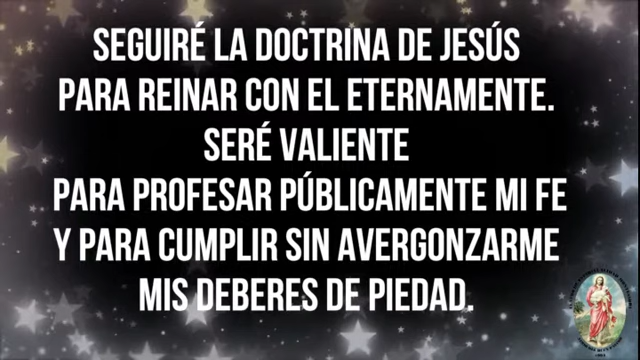 SEGUIRÉ LA DOCTRINA DE JESÚS
PARA REINAR CON EL ETERNAMENTE.
SERÉ VALIENTE
PARA PROFESAR PÚBLICAMENTE MI FE
Y PARA CUMPLIR SIN AVERGONZARME
MIS DEBERES DE PIEDAD.